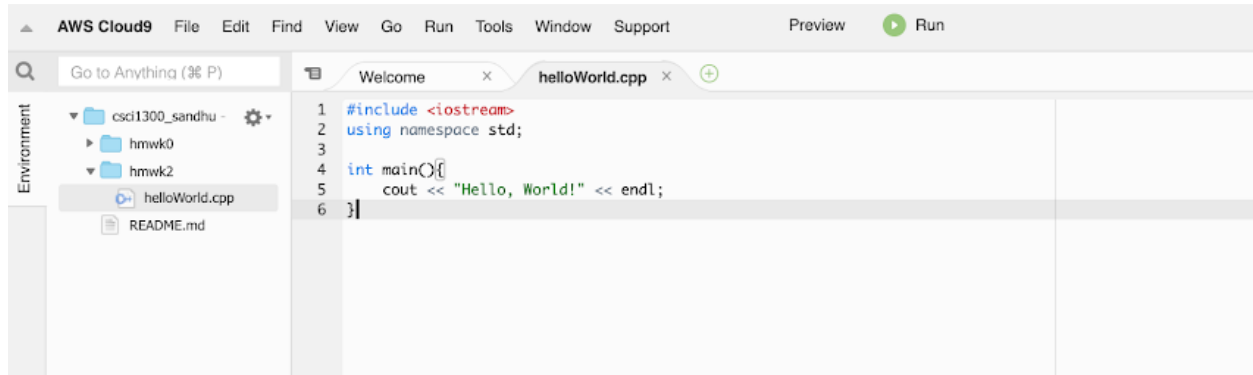 AWS Cloud9 File Edit Find View Go Run Tools Window Support Preview Run
Go to Anything (⌘ P)
Welcome × helloWorld.cpp ×
Environment
csci1300_sandhu -
hmwk0
hmwk2
helloWorld.cpp
README.md
1 #include <iostream>
2 using namespace std;
3
4 int main(){
5     cout << "Hello, World!" << endl;
6 }